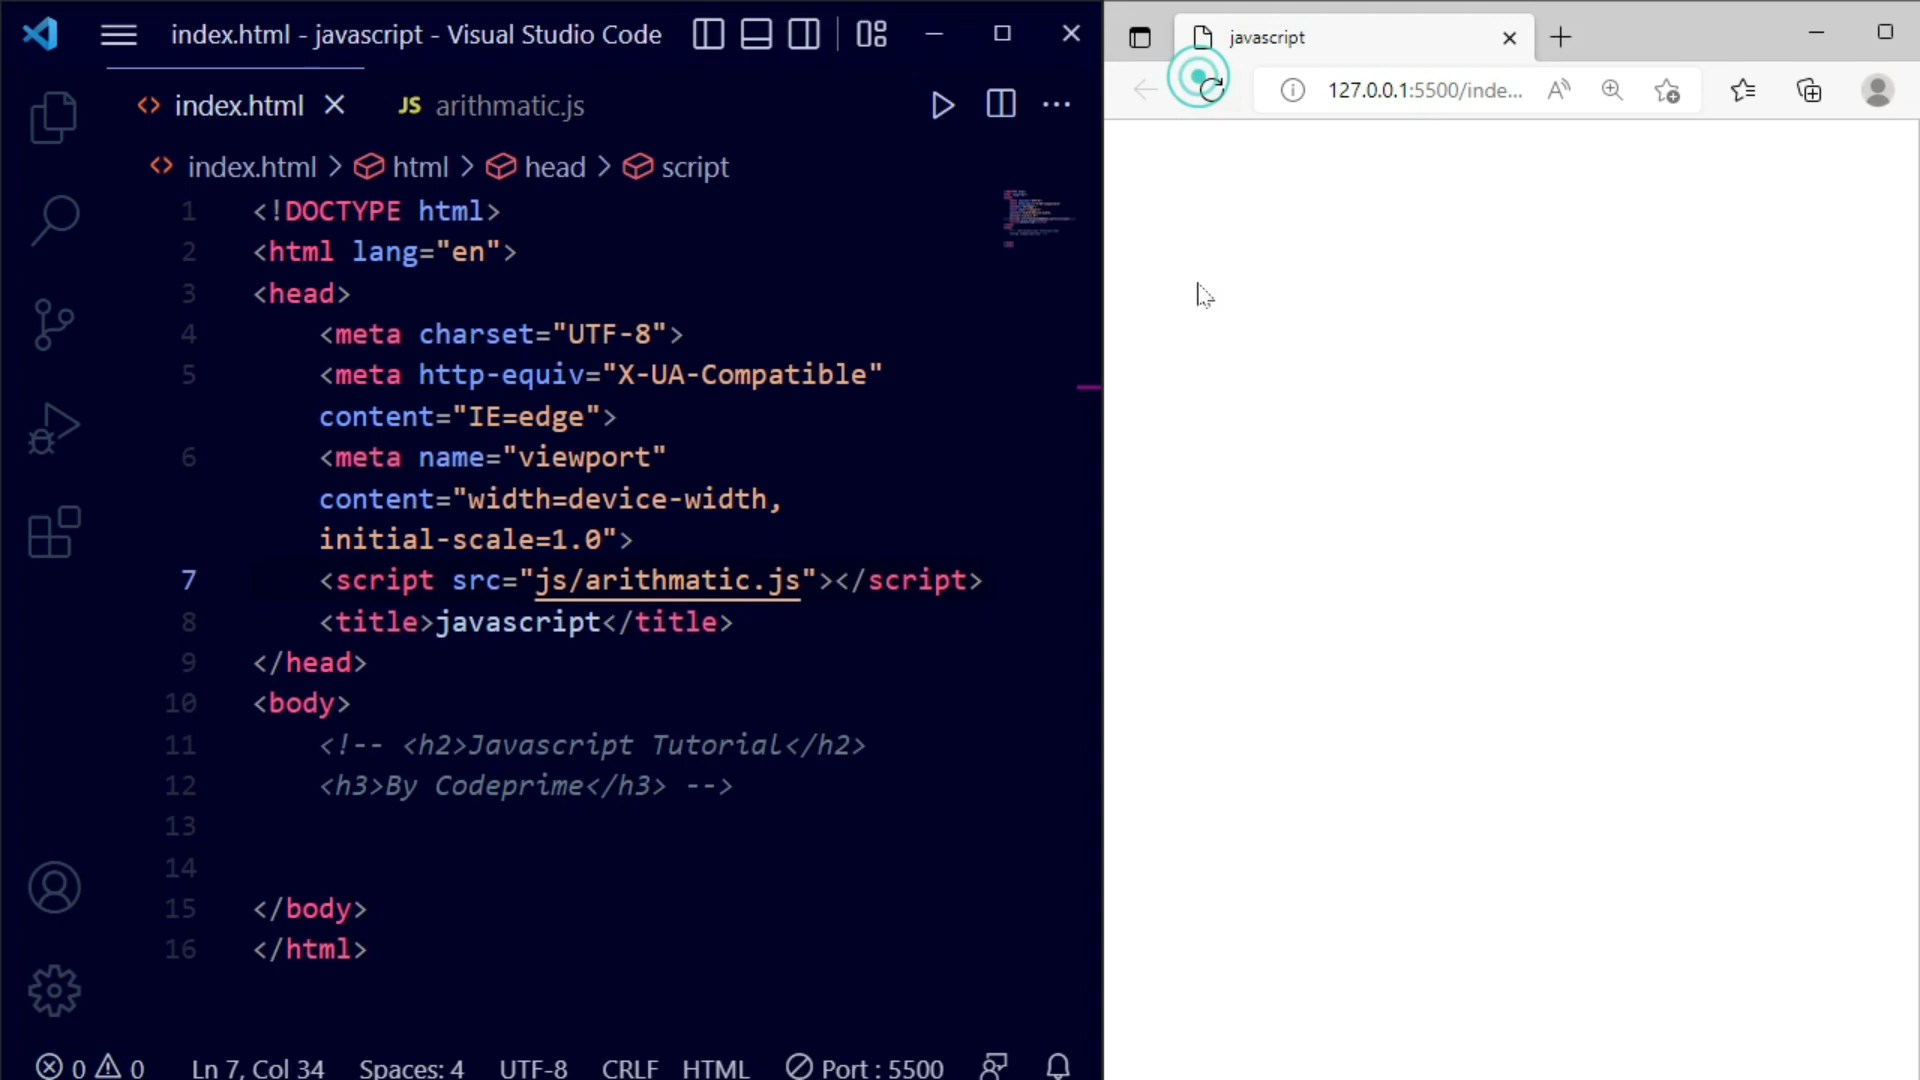 index.html - javascript - Visual Studio Code
index.html JS arithmatic.js
index.html > html > head > script
1 <!DOCTYPE html>
2 <html lang="en">
3 <head>
4 <meta charset="UTF-8">
5 <meta http-equiv="X-UA-Compatible"
content="IE=edge">
6 <meta name="viewport"
content="width=device-width,
initial-scale=1.0">
7 <script src="js/arithmatic.js"></script>
8 <title>javascript</title>
9 </head>
10 <body>
11 <!-- <h2>Javascript Tutorial</h2>
12 <h3>By Codeprime</h3> -->
13
14
15 </body>
16 </html>
0 0 Ln 7, Col 34 Spaces: 4 UTF-8 CRLF HTML Port : 5500
javascript
127.0.0.1:5500/inde...